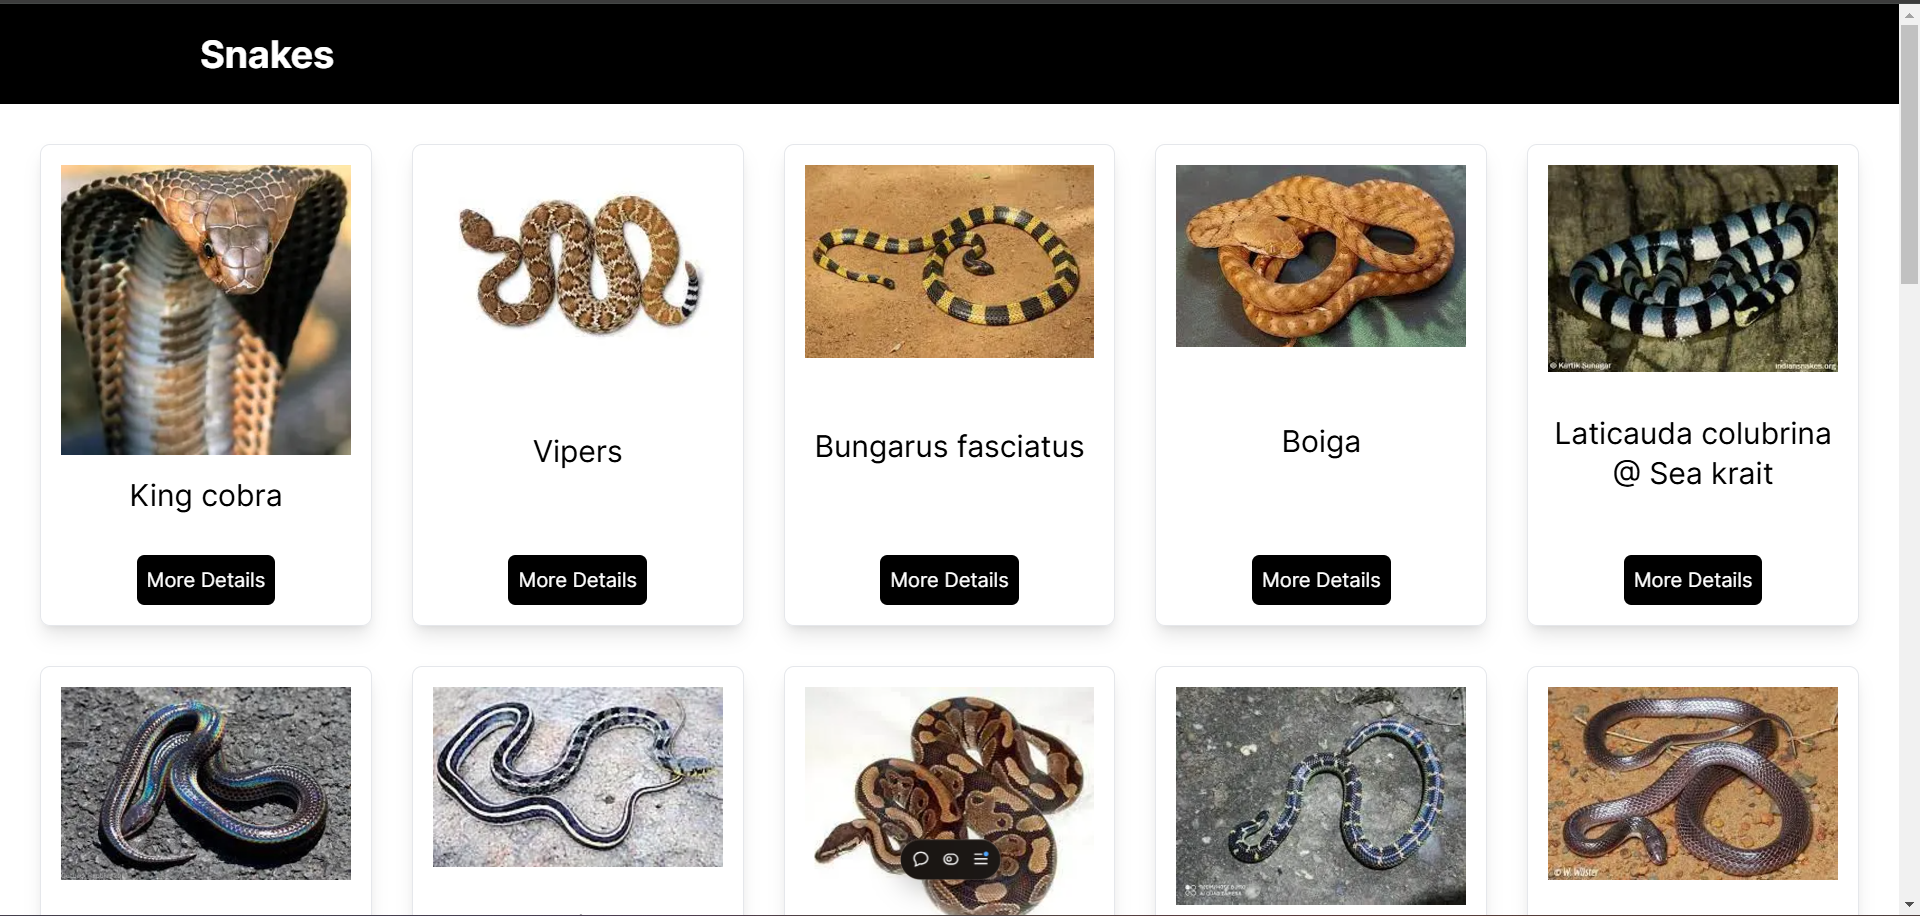 Snakes
King cobra
More Details
Vipers
More Details
Bungarus fasciatus
More Details
Boiga
More Details
© Kartik Sunagar
indiansnakes.org
Laticauda colubrina
@ Sea krait
More Details
© W. Wüster